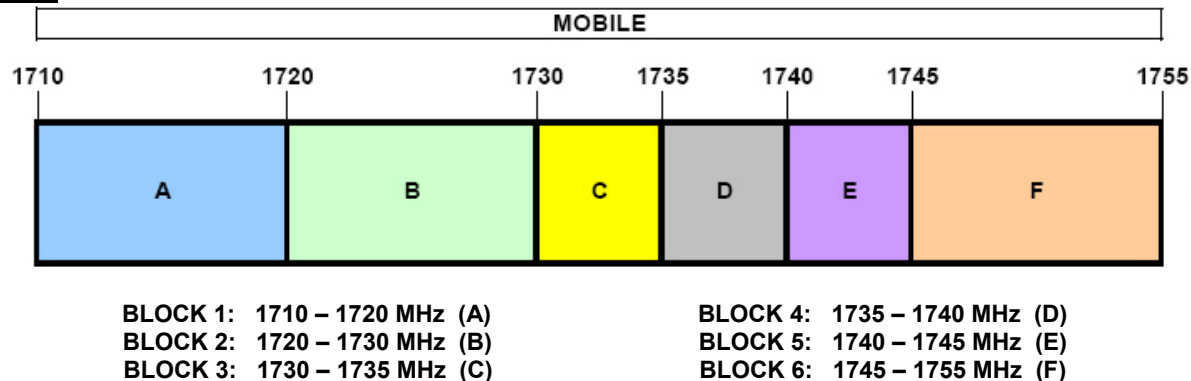 MOBILE
1710 1720 1730 1735 1740 1745 1755
A B C D E F
BLOCK 1: 1710 – 1720 MHz (A)
BLOCK 2: 1720 – 1730 MHz (B)
BLOCK 3: 1730 – 1735 MHz (C)
BLOCK 4: 1735 – 1740 MHz (D)
BLOCK 5: 1740 – 1745 MHz (E)
BLOCK 6: 1745 – 1755 MHz (F)